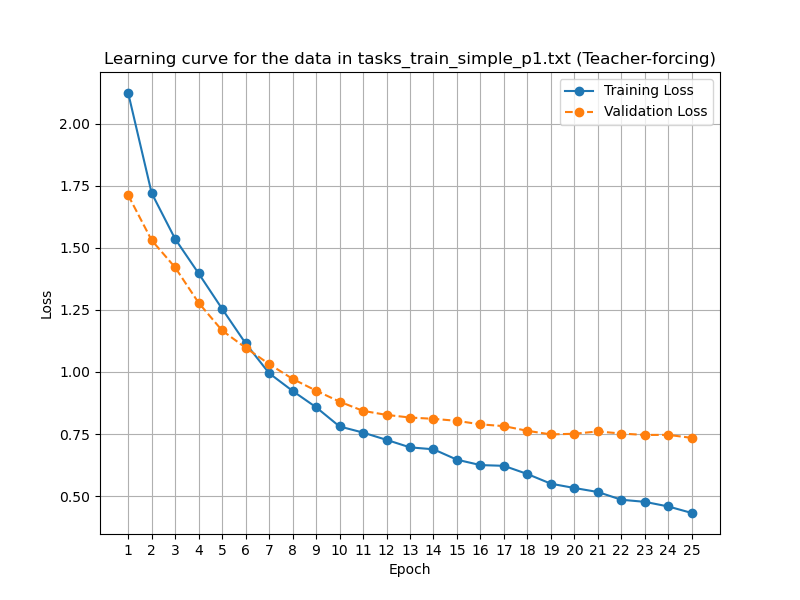 Learning curve for the data in tasks_train_simple_p1.txt (Teacher-forcing)
Training Loss
Validation Loss
2.00
1.75
1.50
1.25
1.00
0.75
0.50
Loss
1 2 3 4 5 6 7 8 9 10 11 12 13 14 15 16 17 18 19 20 21 22 23 24 25
Epoch